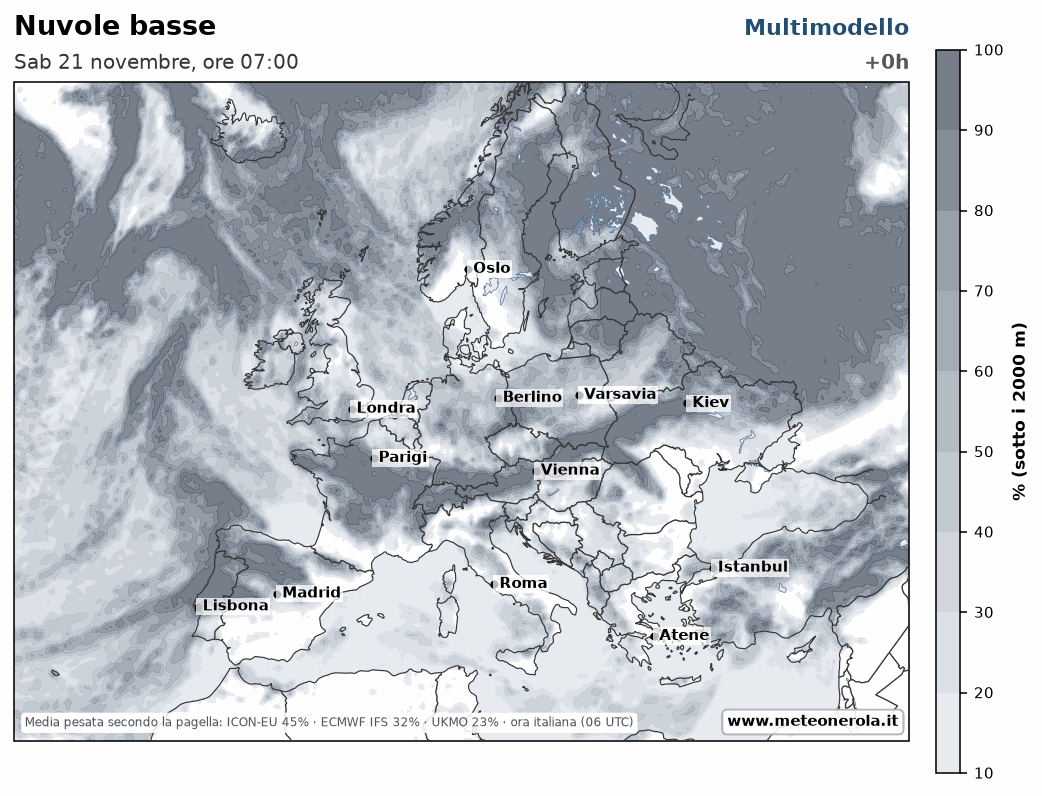 Nuvole basse
Multimodello
Sab 21 novembre, ore 07:00
+0h
100
90
80
70
60
50
40
30
20
10
% (sotto i 2000 m)
Oslo
Londra
Berlino
Varsavia
Kiev
Parigi
Vienna
Istanbul
Roma
Madrid
Lisbona
Atene
Media pesata secondo la pagella: ICON-EU 45% · ECMWF IFS 32% · UKMO 23% · ora italiana (06 UTC)
www.meteonerola.it